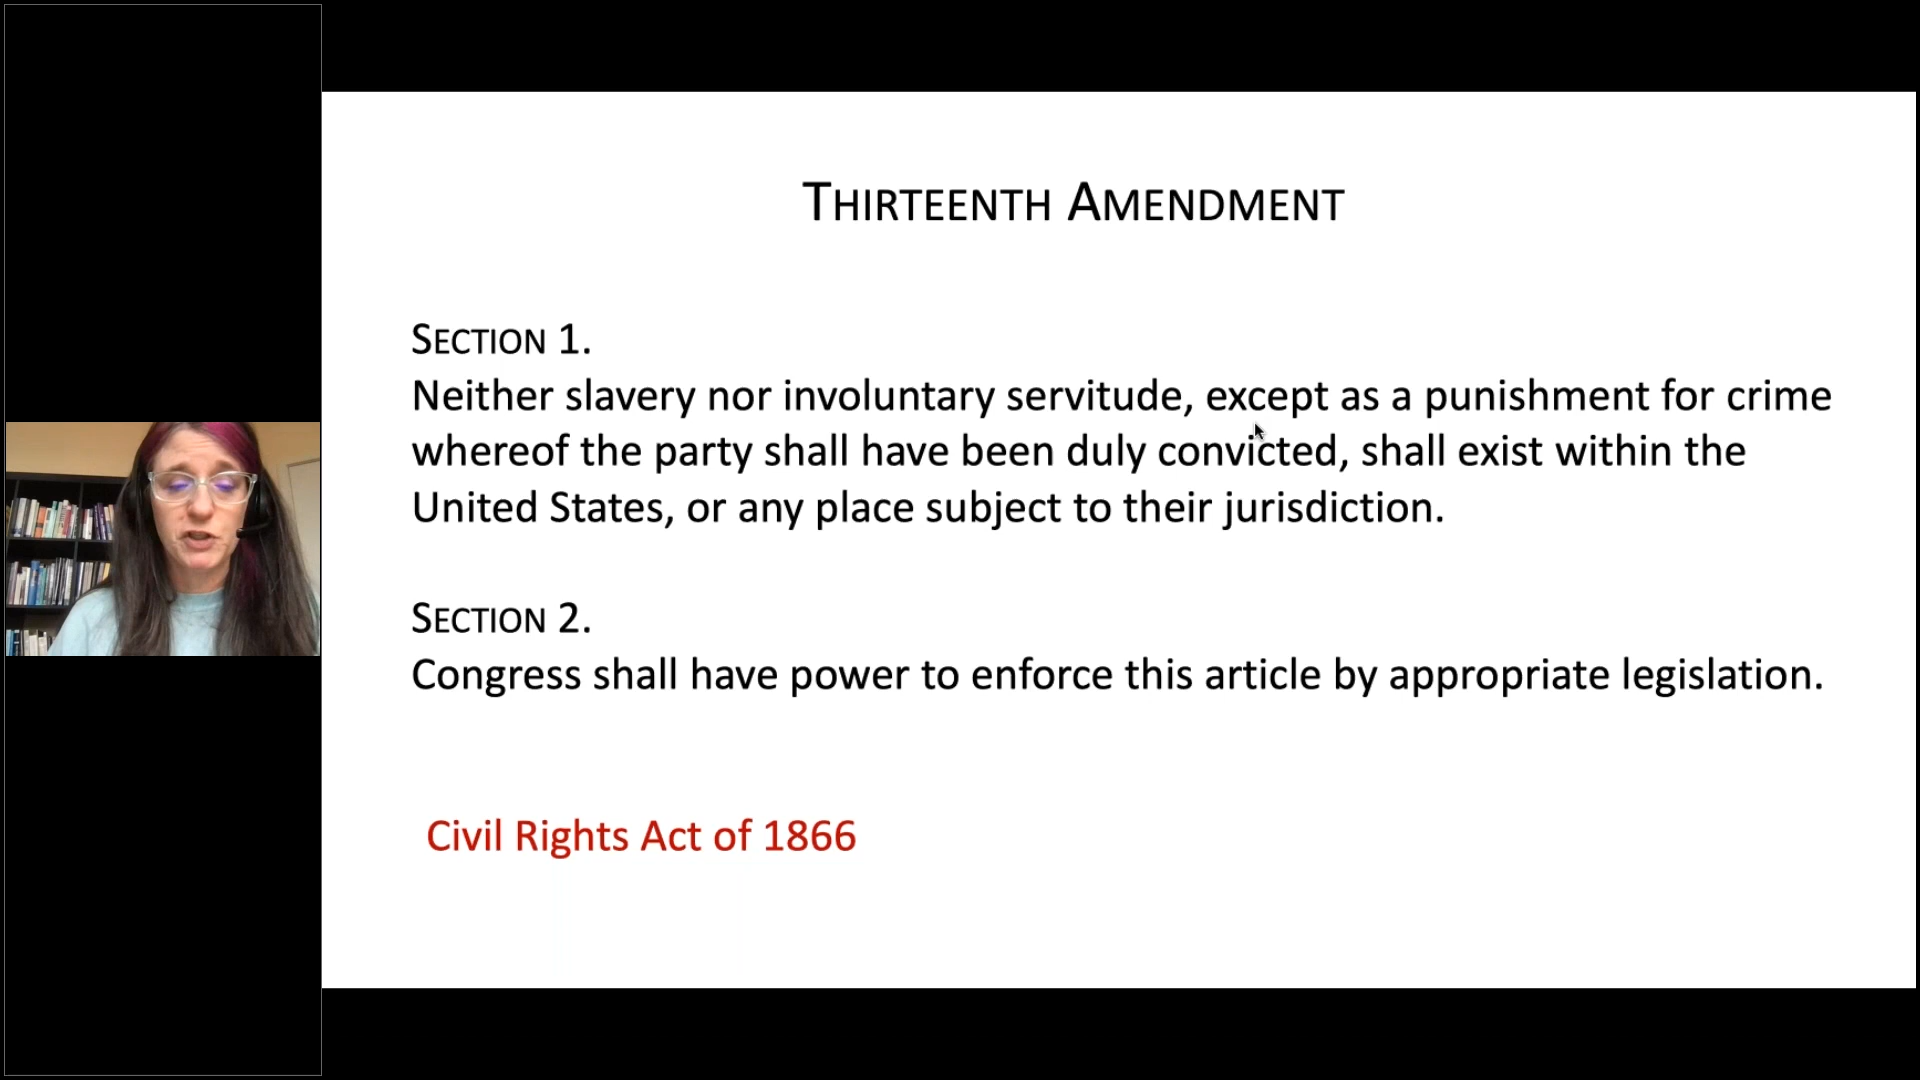 THIRTEENTH AMENDMENT
SECTION 1.
Neither slavery nor involuntary servitude, except as a punishment for crime
whereof the party shall have been duly convicted, shall exist within the
United States, or any place subject to their jurisdiction.
SECTION 2.
Congress shall have power to enforce this article by appropriate legislation.
Civil Rights Act of 1866